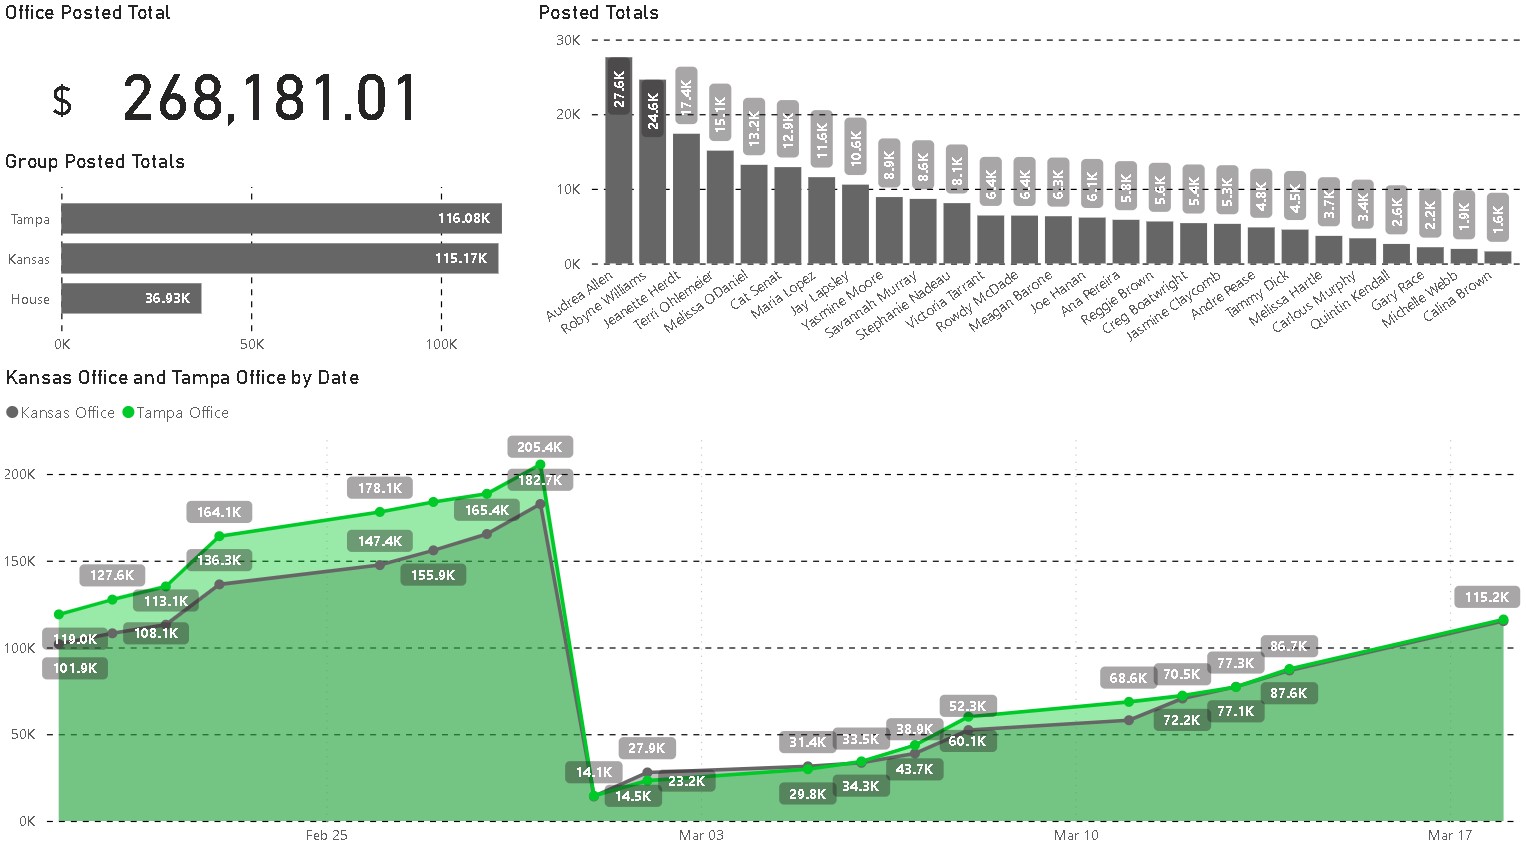 Office Posted Total
$ 268,181.01
Group Posted Totals
Tampa 116.08K
Kansas 115.17K
House 36.93K
0K 50K 100K
Posted Totals
30K
20K
10K
0K
27.6K 24.6K 17.4K 15.1K 13.2K 12.9K 11.6K 10.6K 8.9K 8.6K 8.1K 6.4K 6.4K 6.3K 6.1K 5.8K 5.6K 5.4K 5.3K 4.8K 4.5K 3.7K 3.4K 2.6K 2.2K 1.9K 1.6K
Audrea Allen
Robyne Williams
Jeanette Herdt
Terri Ohlemeier
Melissa ODaniel
Cat Senat
Maria Lopez
Jay Lapsley
Yasmine Moore
Savannah Murray
Stephanie Nadeau
Victoria Tarrant
Rowdy McDade
Meagan Barone
Joe Hanan
Ana Pereira
Reggie Brown
Creg Boatwright
Jasmine Claycomb
Andre Pease
Tammy Dick
Melissa Hartle
Carlous Murphy
Quintin Kendall
Gary Race
Michelle Webb
Calina Brown
Kansas Office and Tampa Office by Date
Kansas Office Tampa Office
200K
150K
100K
50K
0K
205.4K
182.7K
178.1K
164.1K
165.4K
147.4K
136.3K
155.9K
127.6K
113.1K
119.0K
108.1K
101.9K
14.1K
14.5K
27.9K
23.2K
31.4K
29.8K
33.5K
34.3K
38.9K
43.7K
52.3K
60.1K
68.6K
70.5K
72.2K
77.3K
77.1K
86.7K
87.6K
115.2K
Feb 25 Mar 03 Mar 10 Mar 17